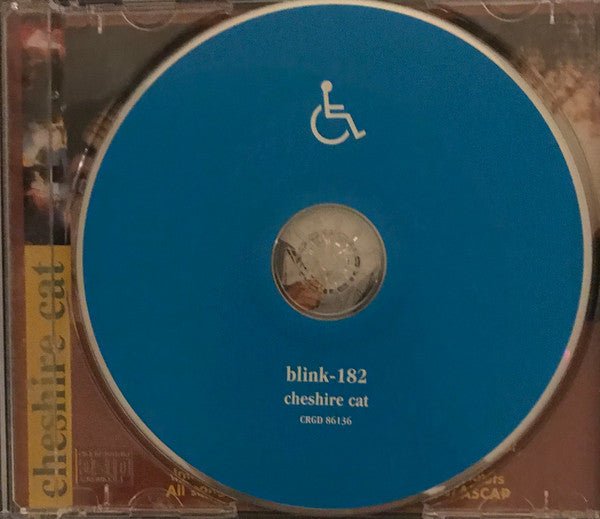 cheshire cat
blink-182
cheshire cat
CRGD 86136
All
ASCAP